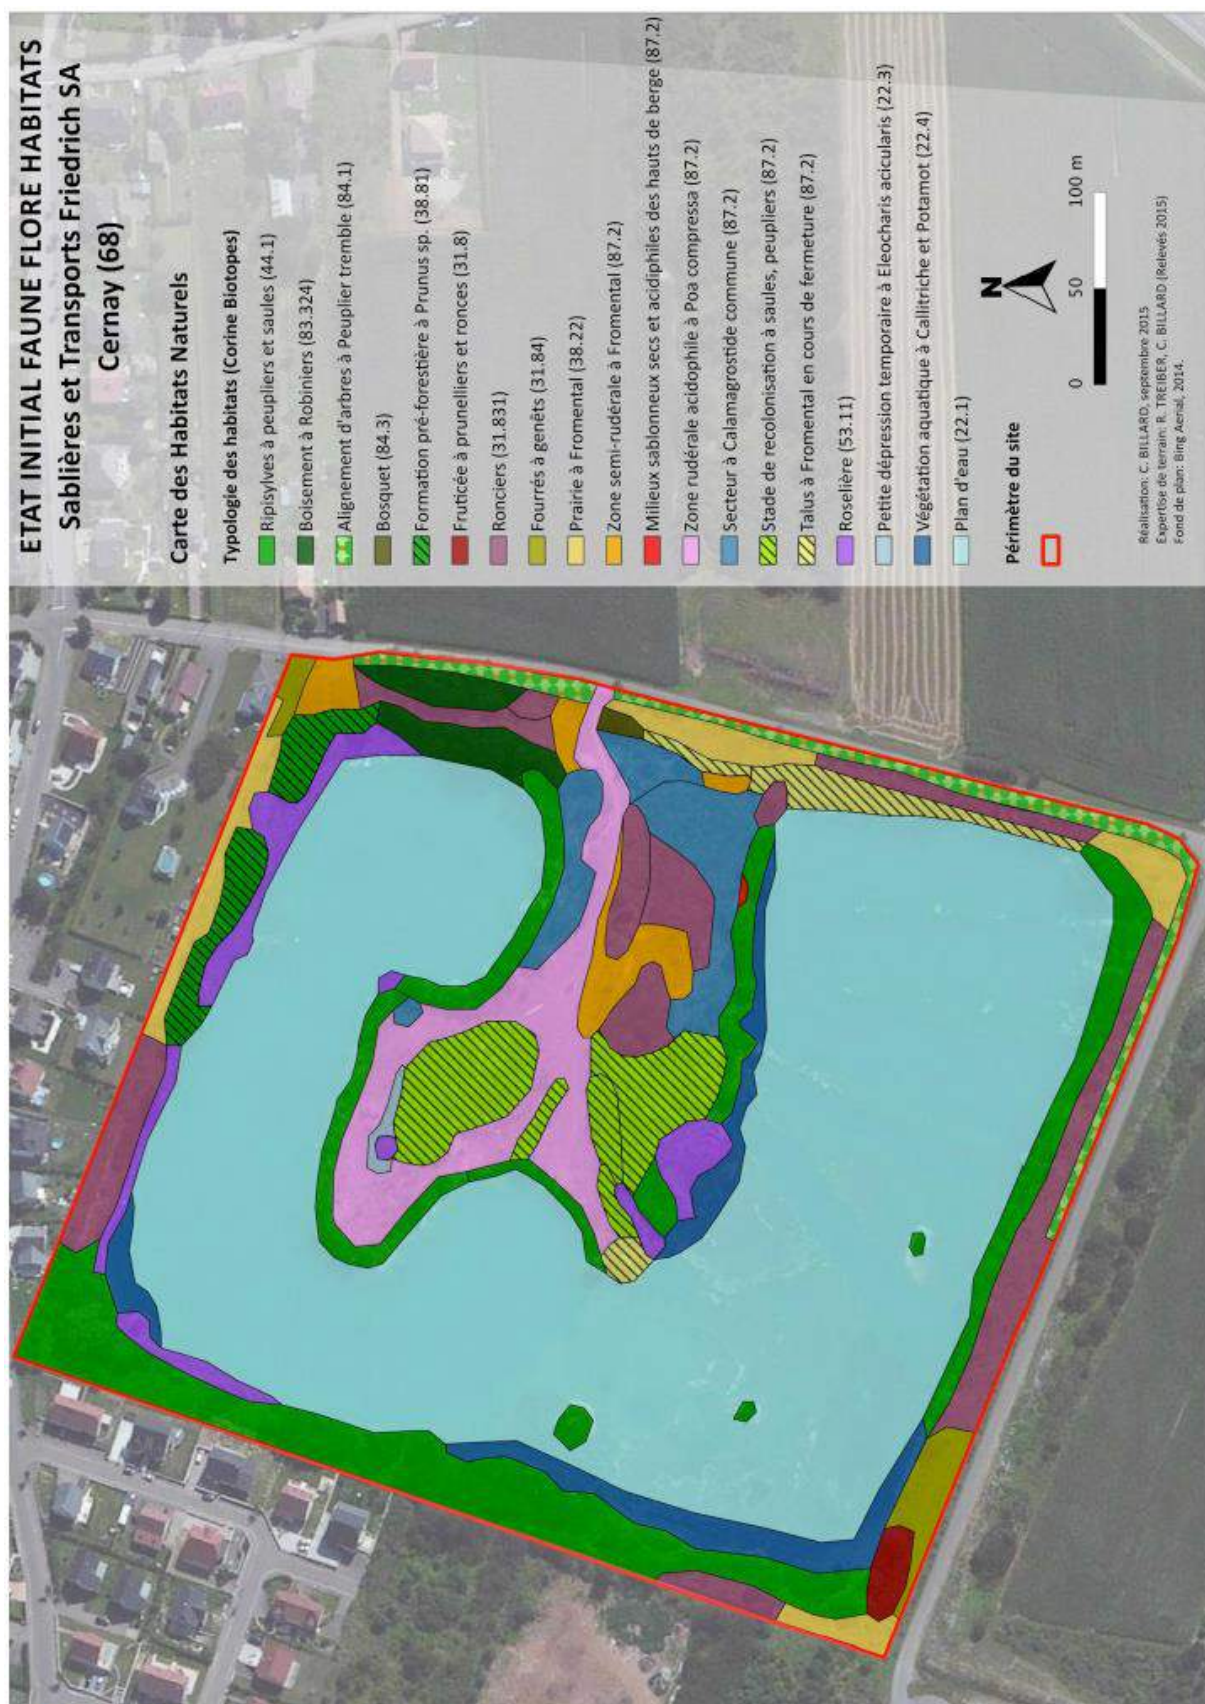 ETAT INITIAL FAUNE FLORE HABITATS
Sablières et Transports Friedrich SA
Cernay (68)
Carte des Habitats Naturels
Typologie des habitats (Corine Biotopes)
Ripisylves à peupliers et saules (44.1)
Boisement à Robiniers (83.324)
Alignement d'arbres à Peuplier tremble (84.1)
Bosquet (84.3)
Formation pré-forestière à Prunus sp. (38.81)
Fruticée à prunelliers et ronces (31.8)
Ronciers (31.831)
Fourrés à genêts (31.84)
Prairie à Fromental (38.22)
Zone semi-rudérale à Fromental (87.2)
Milieux sablonneux secs et acidiphiles des hauts de berge (87.2)
Zone rudérale acidophile à Poa compressa (87.2)
Secteur à Calamagrostide commune (87.2)
Stade de recolonisation à saules, peupliers (87.2)
Talus à Fromental en cours de fermeture (87.2)
Roselière (53.11)
Petite dépression temporaire à Eleocharis acicularis (22.3)
Végétation aquatique à Callitriche et Potamot (22.4)
Plan d'eau (22.1)
Périmètre du site
N
0 50 100 m
Réalisation: C. BILLARD, septembre 2015
Expertise de terrain: R. TREIBER, C. BILLARD (Relevés 2015)
Fond de plan: Bing Aerial, 2014.